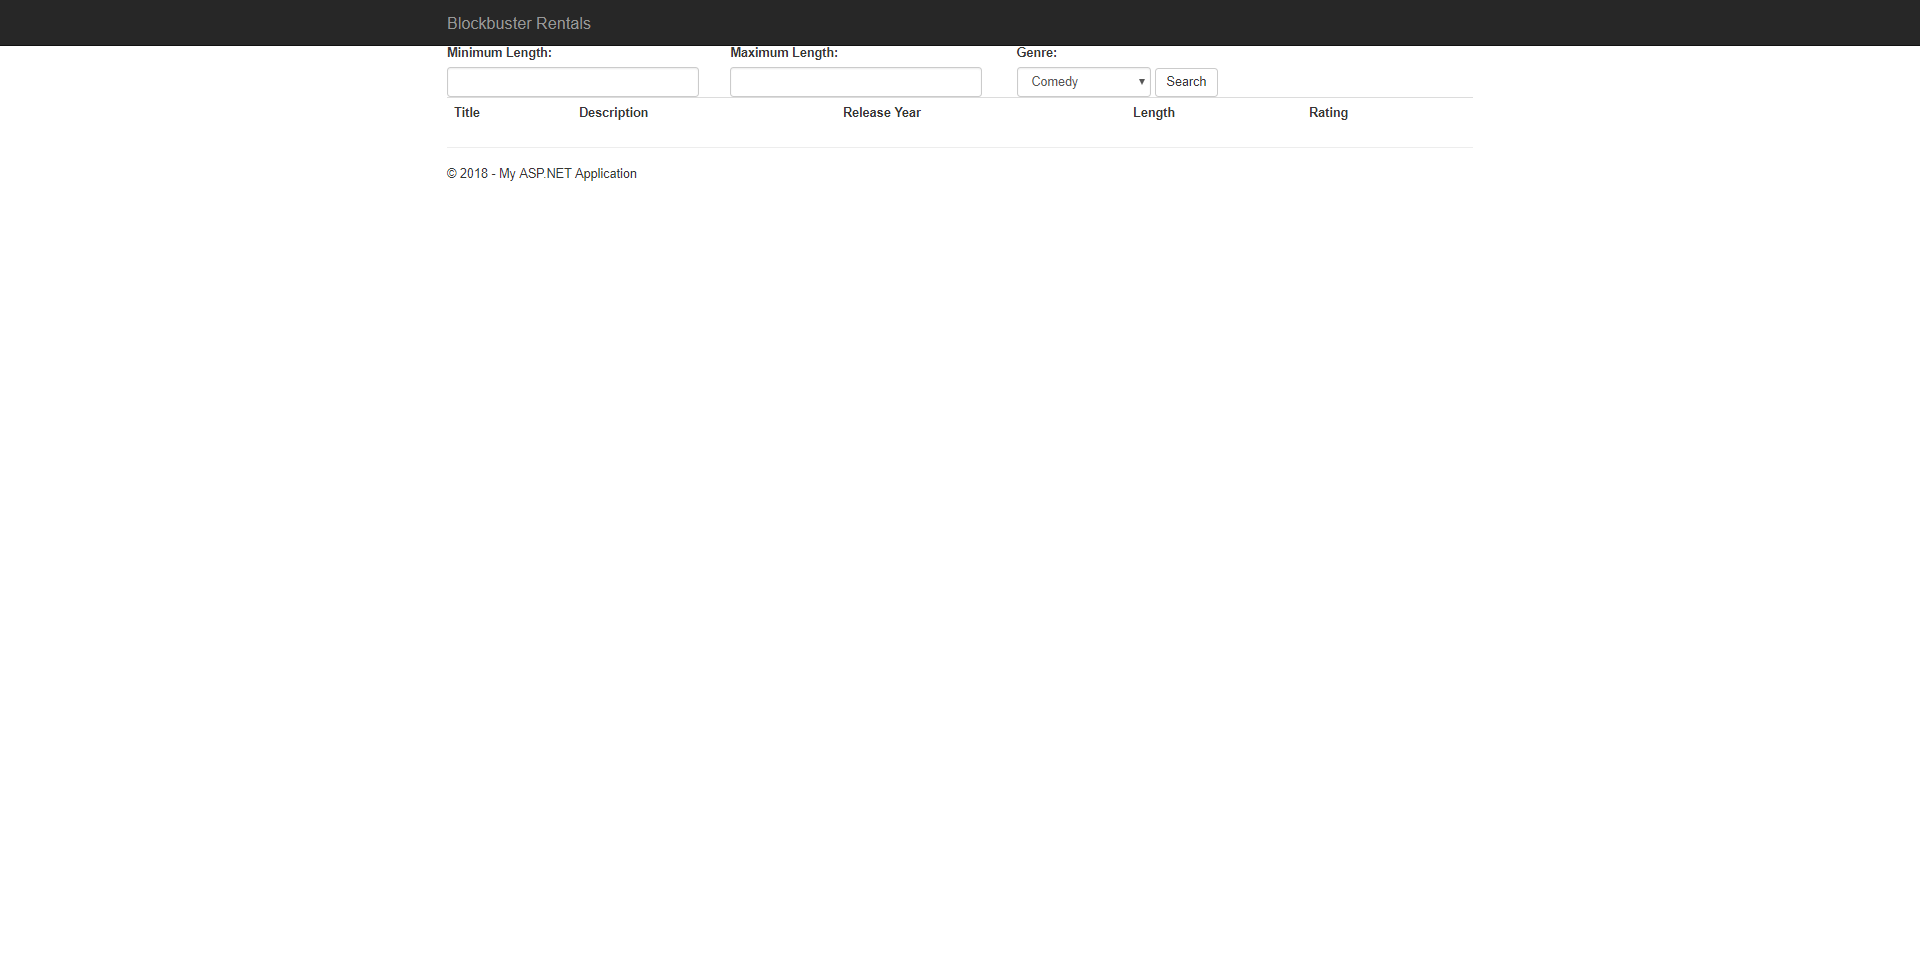 Blockbuster Rentals
Minimum Length: Maximum Length: Genre:
Comedy Search
Title Description Release Year Length Rating
© 2018 - My ASP.NET Application